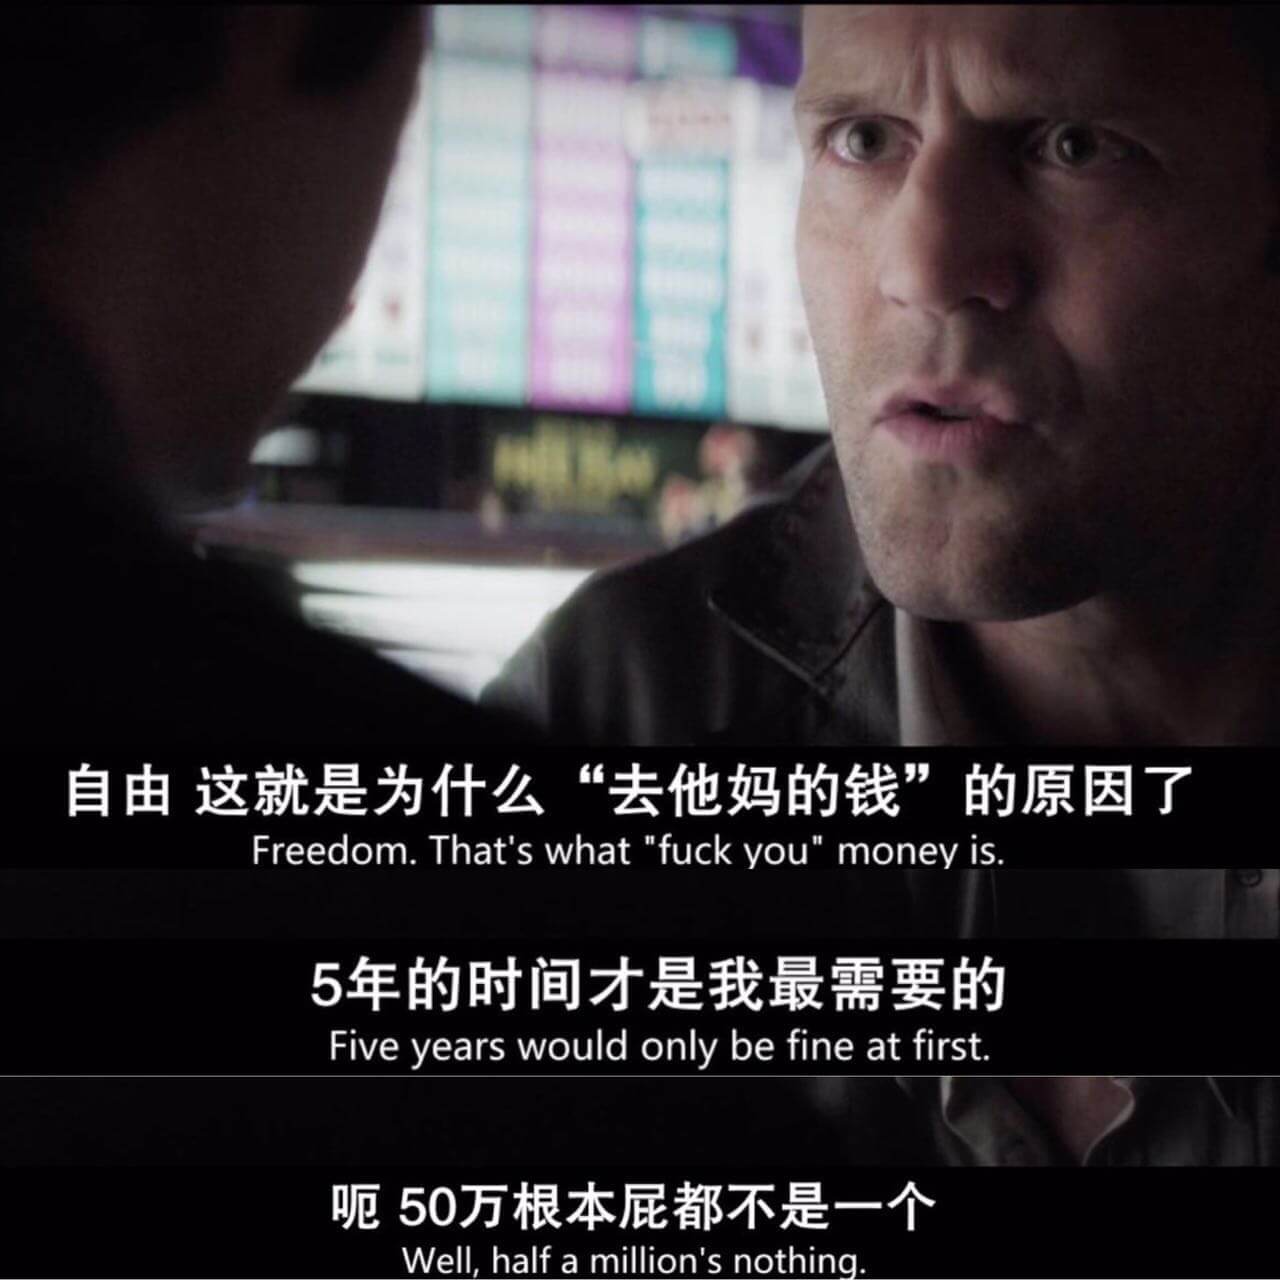 自由 这就是为什么“去他妈的钱”的原因了
Freedom. That's what "fuck you" money is.
5年的时间才是我最需要的
Five years would only be fine at first.
呃 50万根本屁都不是一个
Well, half a million's nothing.